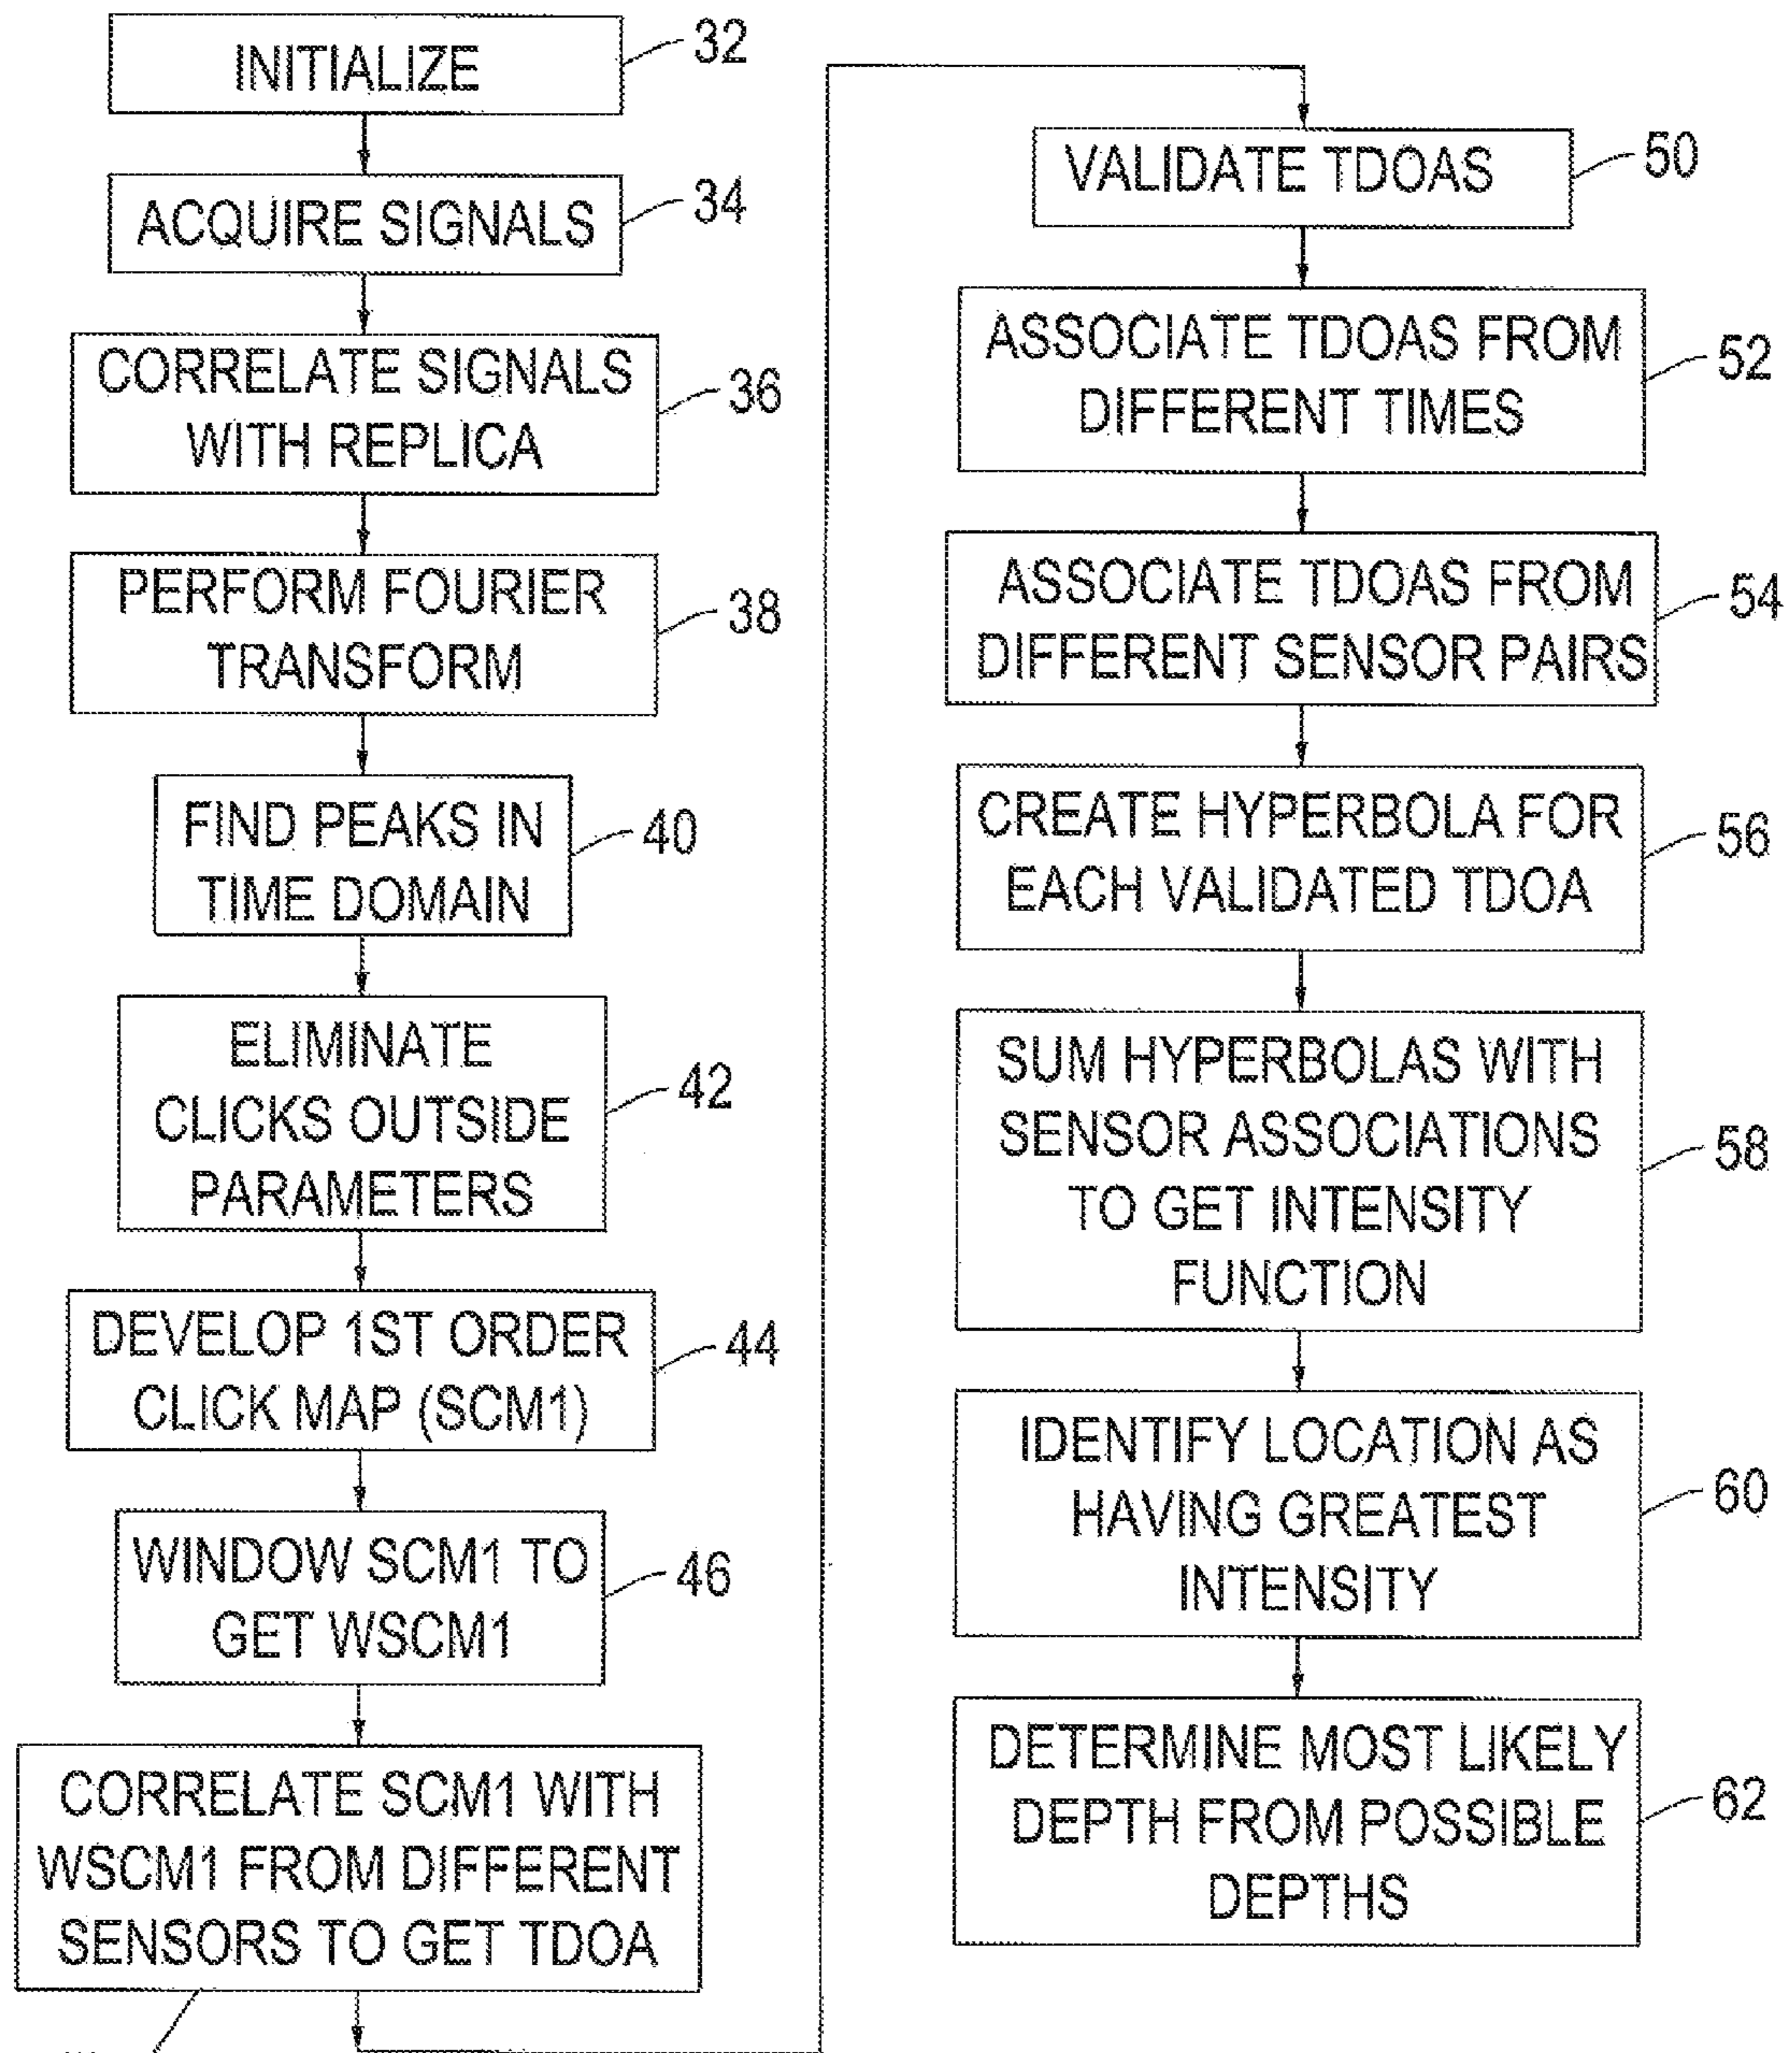 INITIALIZE
32
ACQUIRE SIGNALS
34
CORRELATE SIGNALS
WITH REPLICA
36
PERFORM FOURIER
TRANSFORM
38
FIND PEAKS IN
TIME DOMAIN
40
ELIMINATE
CLICKS OUTSIDE
PARAMETERS
42
DEVELOP 1ST ORDER
CLICK MAP (SCM1)
44
WINDOW SCM1 TO
GET WSCM1
46
CORRELATE SCM1 WITH
WSCM1 FROM DIFFERENT
SENSORS TO GET TDOA
VALIDATE TDOAS
50
ASSOCIATE TDOAS FROM
DIFFERENT TIMES
52
ASSOCIATE TDOAS FROM
DIFFERENT SENSOR PAIRS
54
CREATE HYPERBOLA FOR
EACH VALIDATED TDOA
56
SUM HYPERBOLAS WITH
SENSOR ASSOCIATIONS
TO GET INTENSITY
FUNCTION
58
IDENTIFY LOCATION AS
HAVING GREATEST
INTENSITY
60
DETERMINE MOST LIKELY
DEPTH FROM POSSIBLE
DEPTHS
62